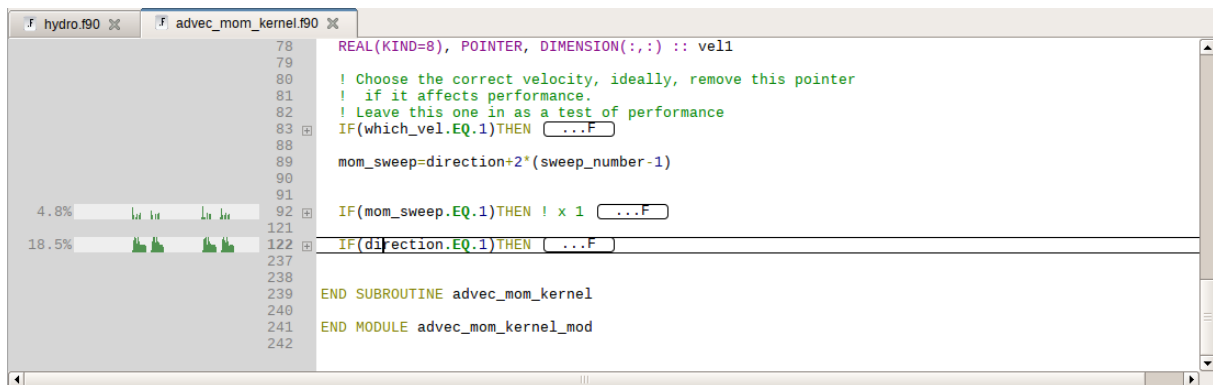 hydro.f90 advec_mom_kernel.f90
78 REAL(KIND=8), POINTER, DIMENSION(:,:) :: vel1
79
80 ! Choose the correct velocity, ideally, remove this pointer
81 !  if it affects performance.
82 ! Leave this one in as a test of performance
83 IF(which_vel.EQ.1)THEN ...F
88
89 mom_sweep=direction+2*(sweep_number-1)
90
91
4.8% 92 IF(mom_sweep.EQ.1)THEN ! x 1 ...F
121
18.5% 122 IF(direction.EQ.1)THEN ...F
237
238
239 END SUBROUTINE advec_mom_kernel
240
241 END MODULE advec_mom_kernel_mod
242